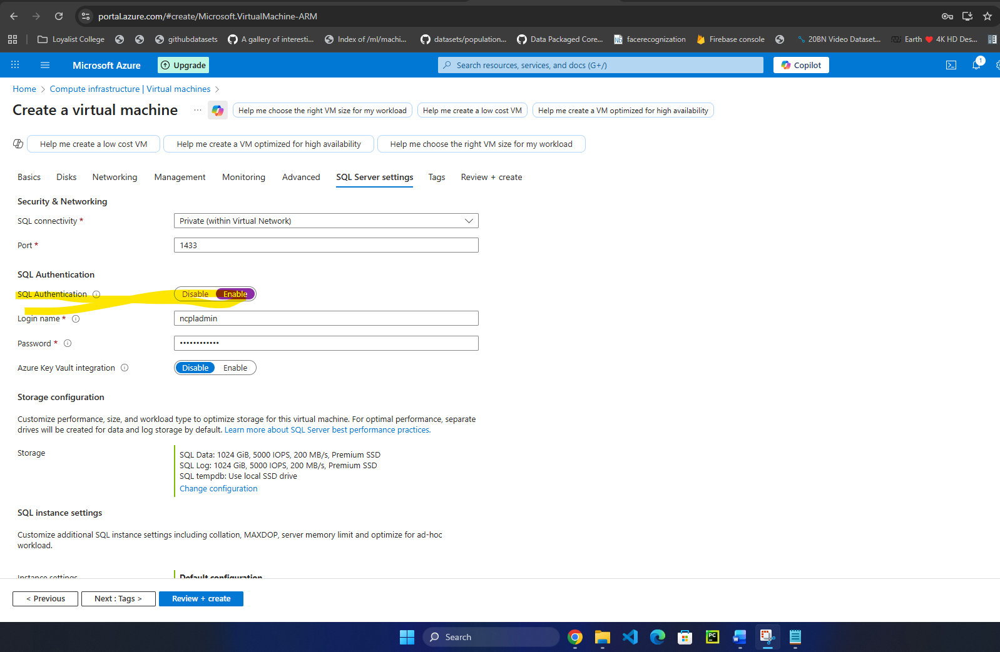 portal.azure.com/#create/Microsoft.VirtualMachine-ARM
Loyalist College
githubdatasets
A gallery of interesti...
Index of /ml/machi...
datasets/population...
Data Packaged Core...
facerecognization
Firebase console
20BN Video Dataset...
Earth ❤️ 4K HD Des...
Microsoft Azure
Upgrade
Search resources, services, and docs (G+/)
Copilot
1
Home > Compute infrastructure | Virtual machines >
Create a virtual machine
...
Help me choose the right VM size for my workload
Help me create a low cost VM
Help me create a VM optimized for high availability
Help me create a low cost VM
Help me create a VM optimized for high availability
Help me choose the right VM size for my workload
Basics
Disks
Networking
Management
Monitoring
Advanced
SQL Server settings
Tags
Review + create
Security & Networking
SQL connectivity *
Private (within Virtual Network)
Port *
1433
SQL Authentication
SQL Authentication
Disable
Enable
Login name *
ncpladmin
Password *
••••••••••••
Azure Key Vault integration
Disable
Enable
Storage configuration
Customize performance, size, and workload type to optimize storage for this virtual machine. For optimal performance, separate
drives will be created for data and log storage by default. Learn more about SQL Server best performance practices.
Storage
SQL Data: 1024 GiB, 5000 IOPS, 200 MB/s, Premium SSD
SQL Log: 1024 GiB, 5000 IOPS, 200 MB/s, Premium SSD
SQL tempdb: Use local SSD drive
Change configuration
SQL instance settings
Customize additional SQL instance settings including collation, MAXDOP, server memory limit and optimize for ad-hoc
workload.
Instance settings
Default configuration
< Previous
Next : Tags >
Review + create
Search